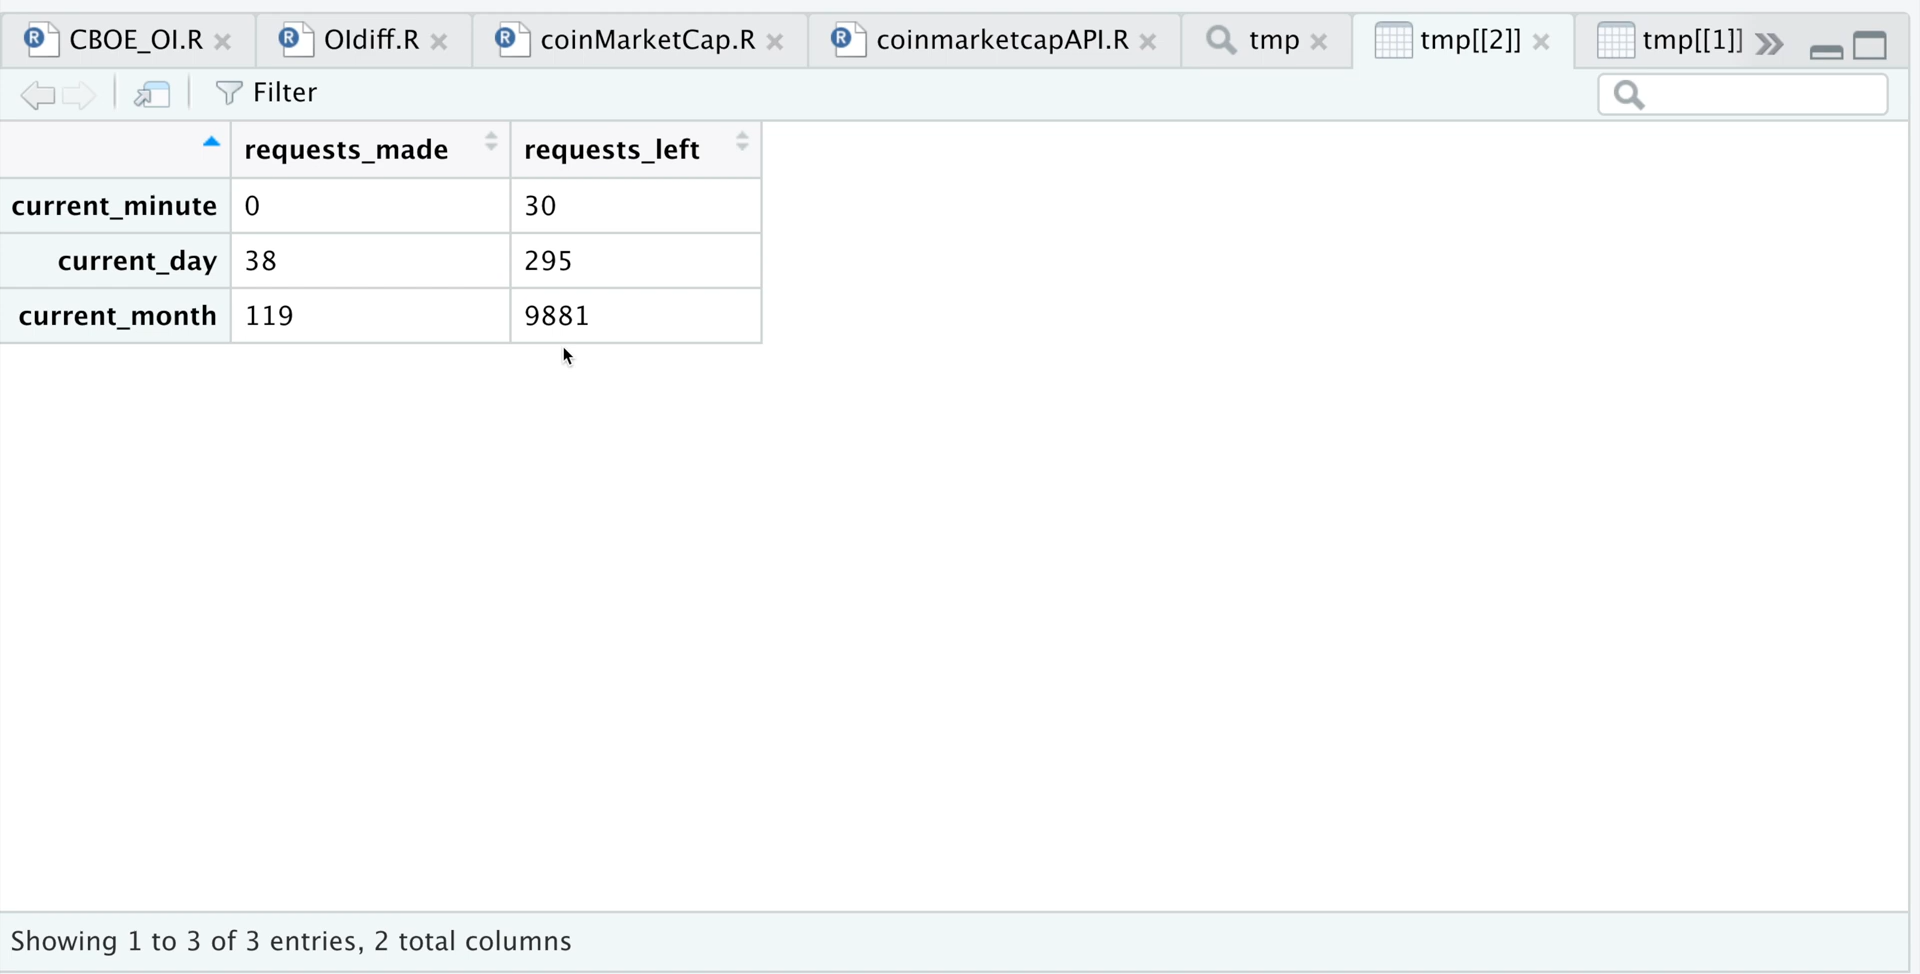 CBOE_OI.R OIdiff.R coinMarketCap.R coinmarketcapAPI.R tmp tmp[[2]] tmp[[1]]
Filter
requests_made requests_left
current_minute 0 30
current_day 38 295
current_month 119 9881
Showing 1 to 3 of 3 entries, 2 total columns